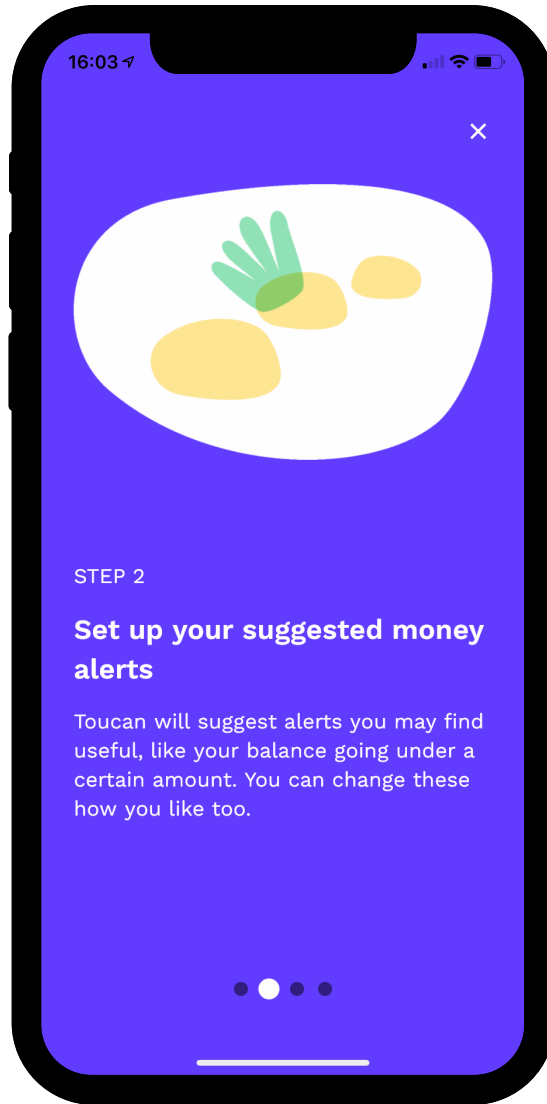 16:03
STEP 2
Set up your suggested money
alerts
Toucan will suggest alerts you may find
useful, like your balance going under a
certain amount. You can change these
how you like too.